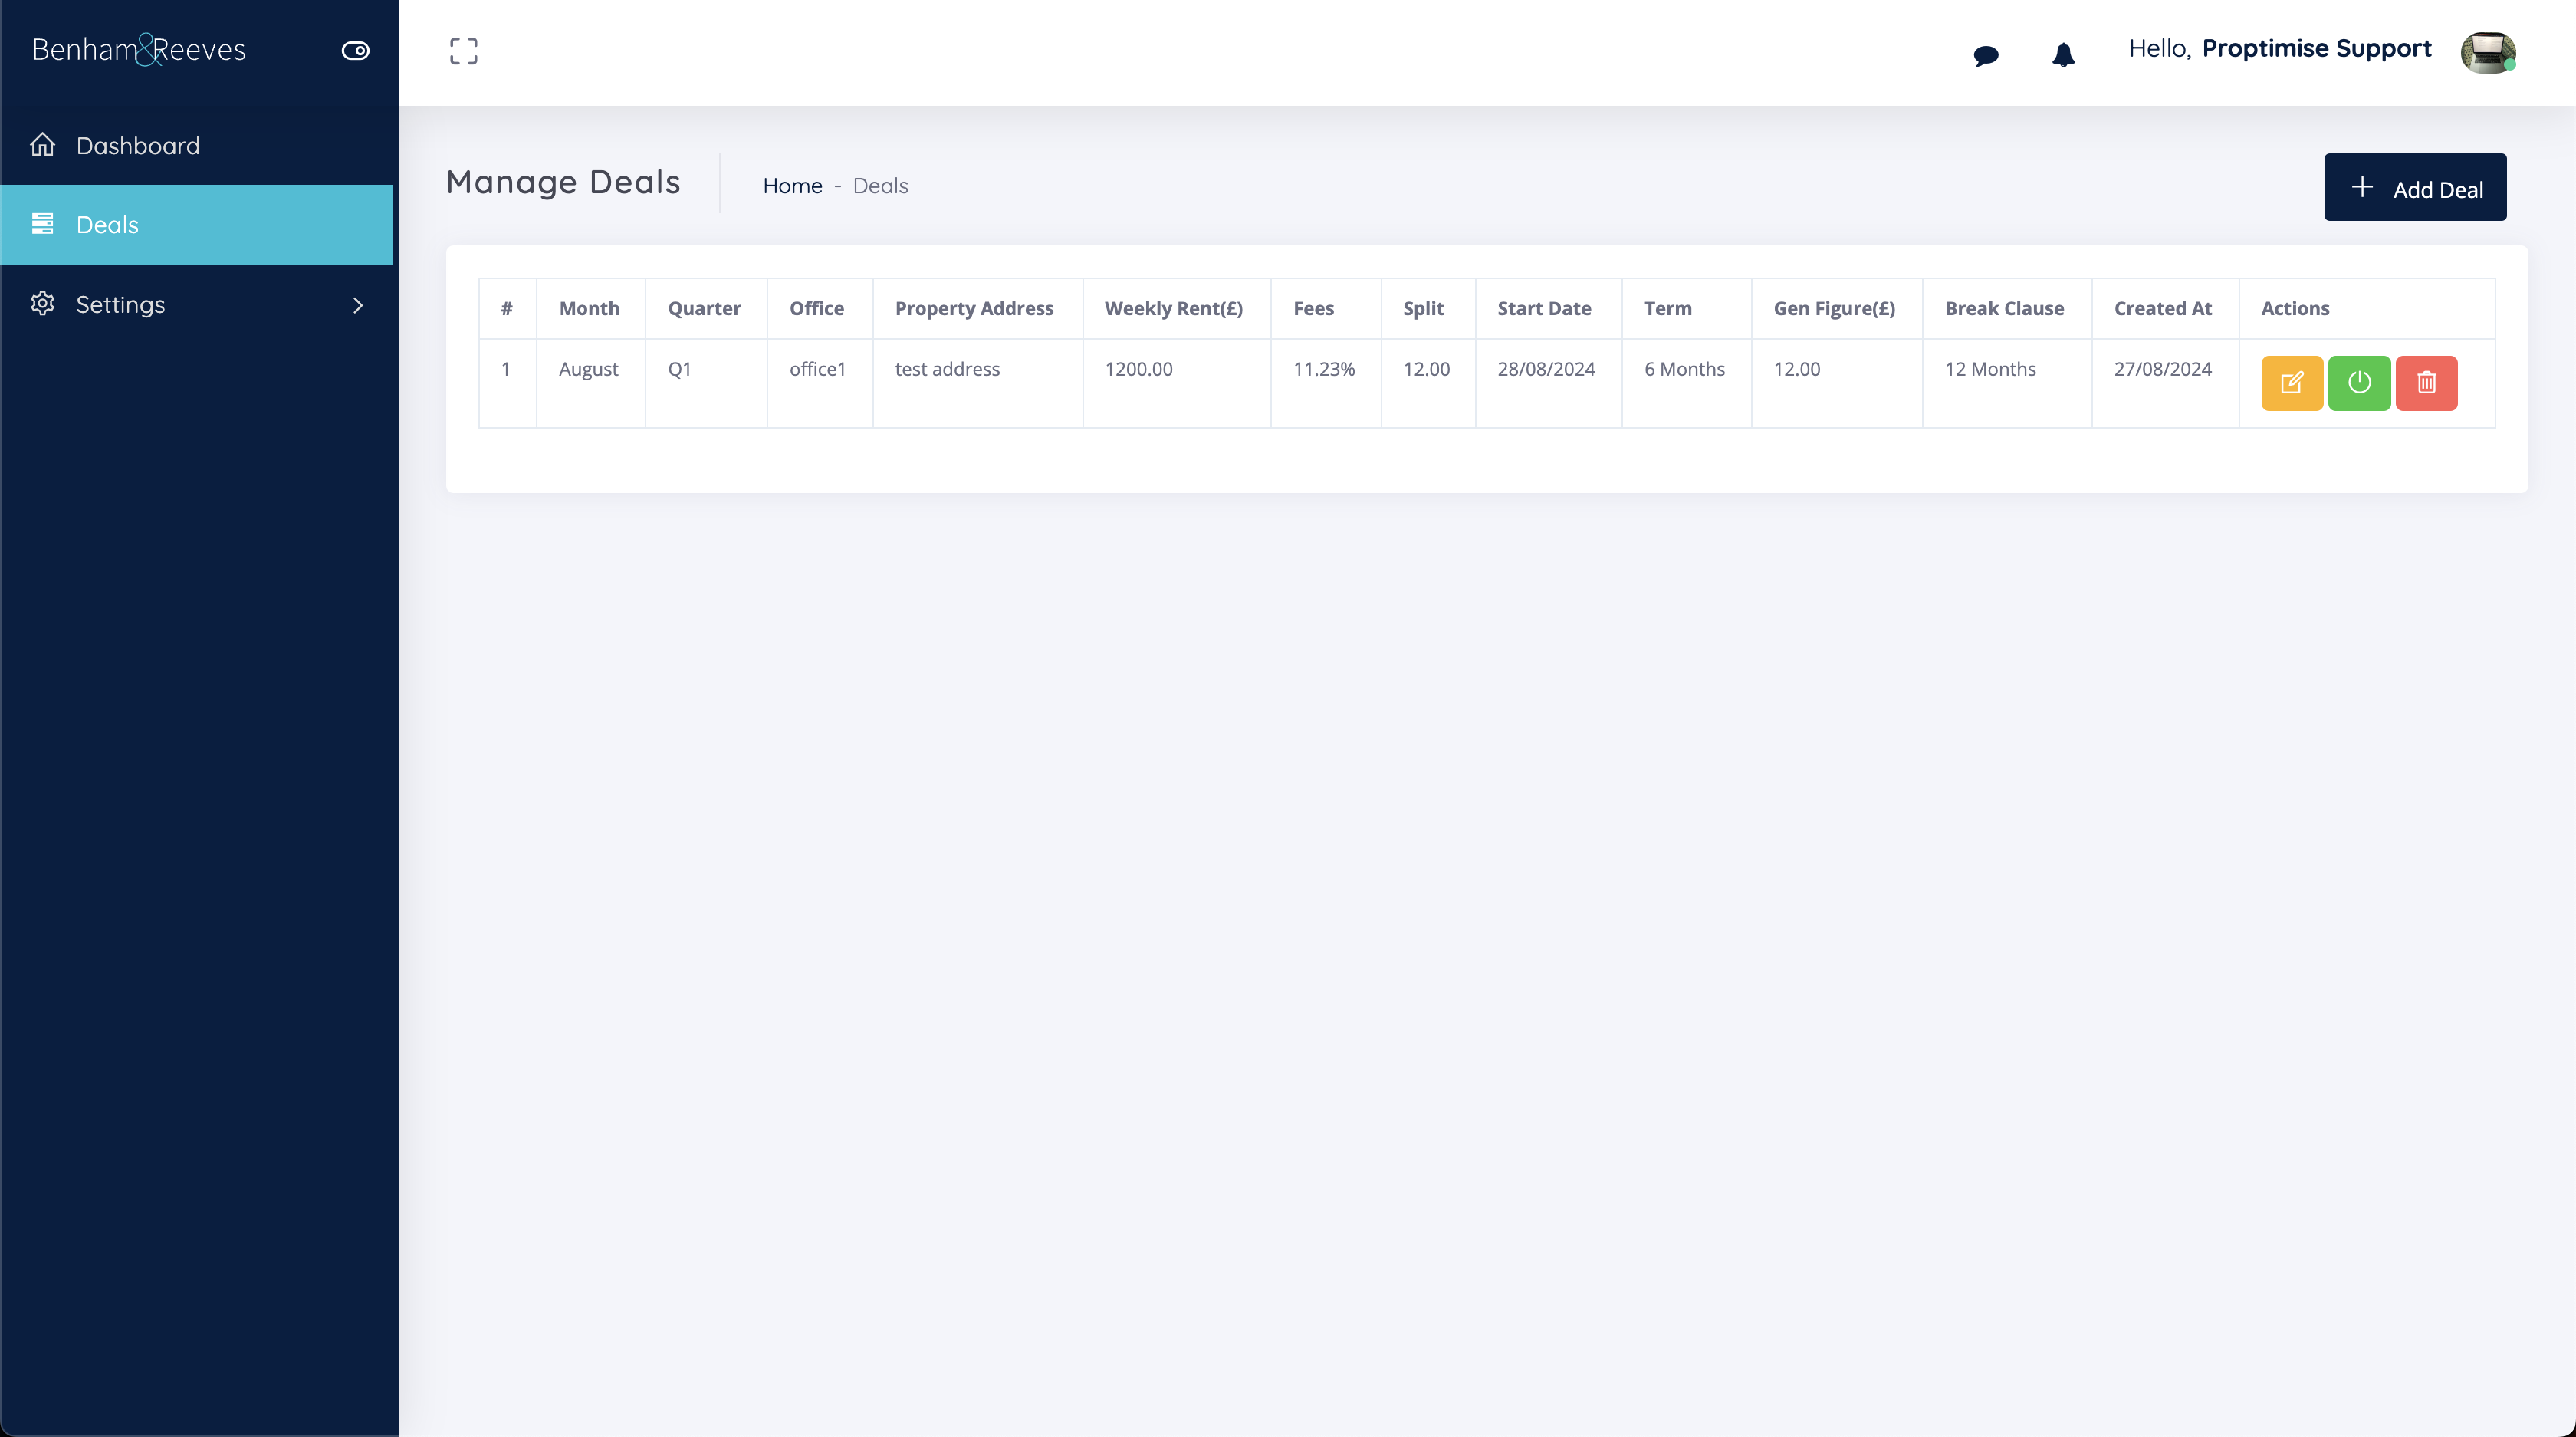 Benham&Reeves
Hello, Proptimise Support
Dashboard
Deals
Settings
Manage Deals
Home - Deals
Add Deal
# Month Quarter Office Property Address Weekly Rent(£) Fees Split Start Date Term Gen Figure(£) Break Clause Created At Actions
1 August Q1 office1 test address 1200.00 11.23% 12.00 28/08/2024 6 Months 12.00 12 Months 27/08/2024